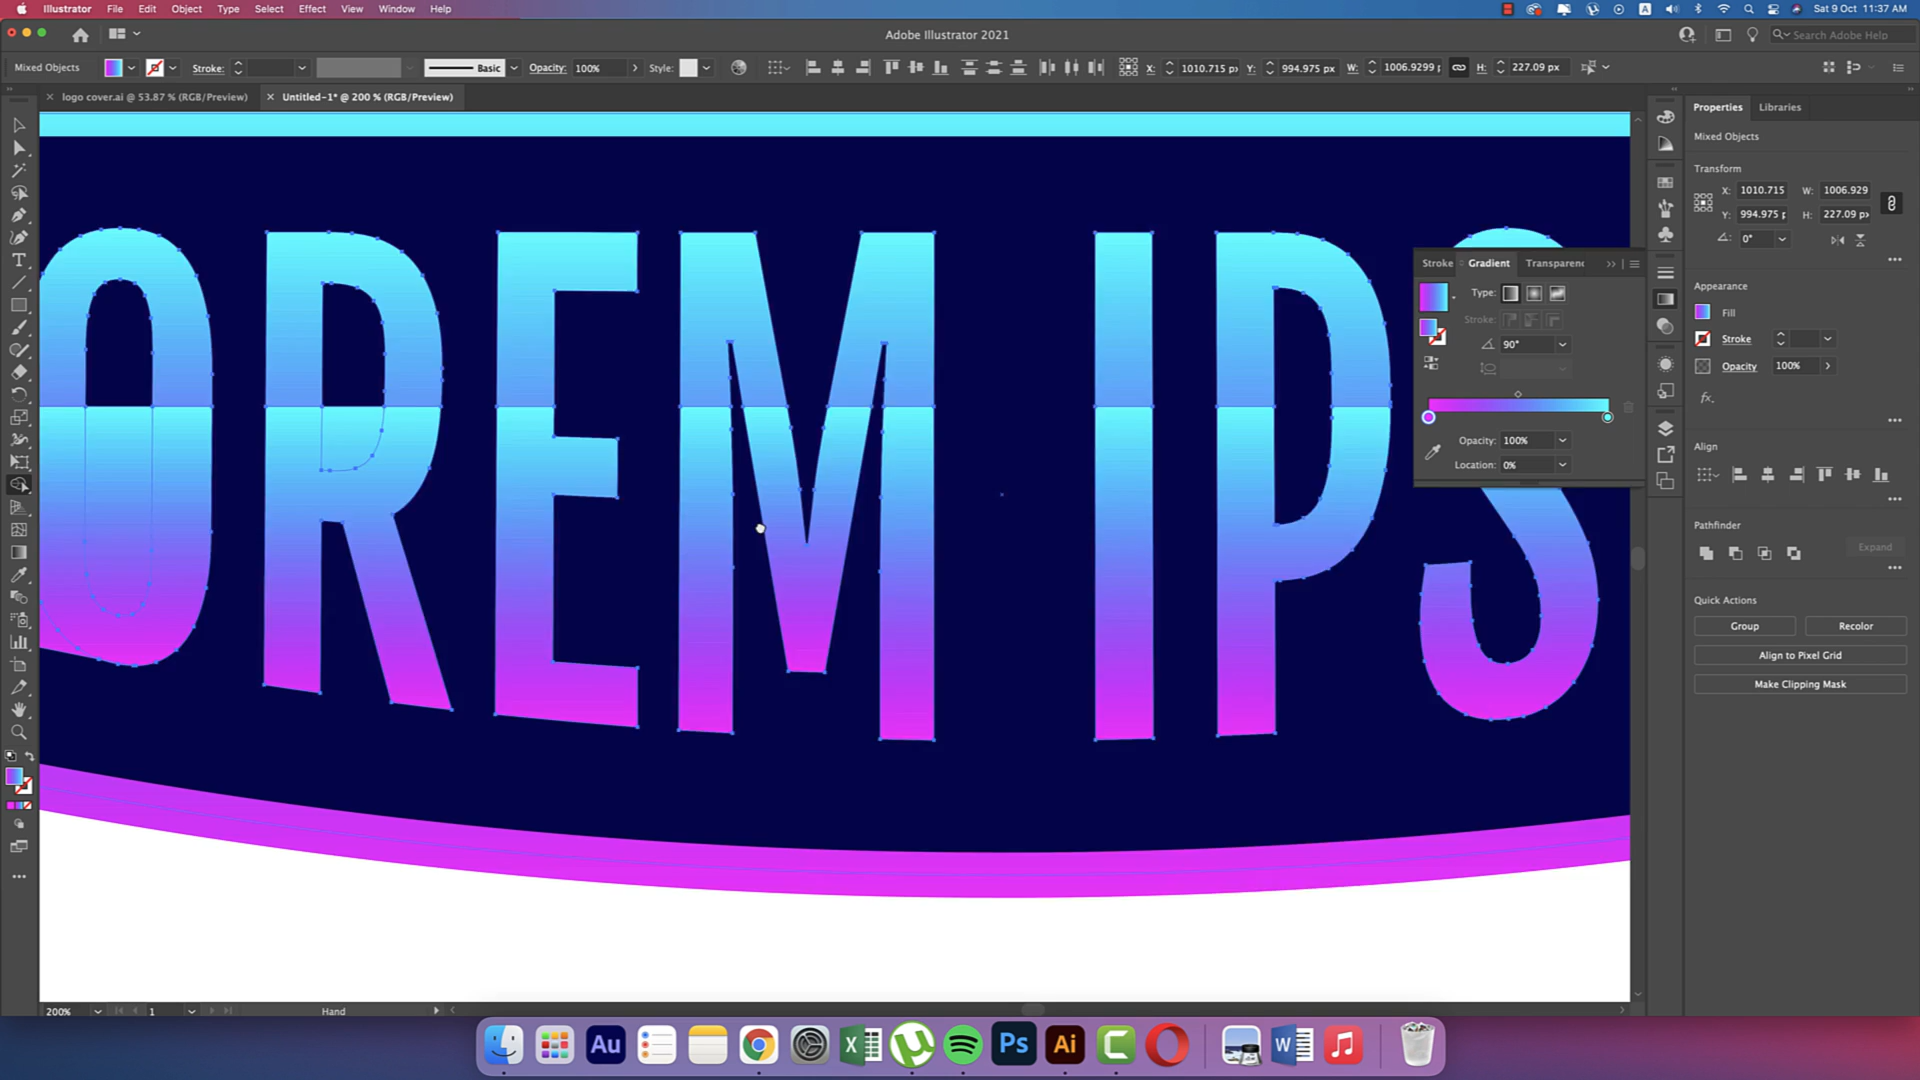 Illustrator File Edit Object Type Select Effect View Window Help
A Sat 9 Oct 11:37 AM
Adobe Illustrator 2021
Search Adobe Help
Mixed Objects Stroke: Basic Opacity: 100% Style: X: 1010.715 px Y: 994.975 px W: 1006.9299 p H: 227.09 px
× logo cover.ai @ 53.87 % (RGB/Preview) × Untitled-1* @ 200 % (RGB/Preview)
Properties Libraries
Mixed Objects
Transform
X: 1010.715 W: 1006.929
Y: 994.975 p H: 227.09 px
0°
OREM IPS
Stroke Gradient Transparenc
Type:
Stroke:
90°
Opacity: 100%
Location: 0%
Appearance
Fill
Stroke
Opacity 100%
fx.
Align
Pathfinder
Expand
Quick Actions
Group Recolor
Align to Pixel Grid
Make Clipping Mask
200% 1 Hand
Au Ps Ai C
X W